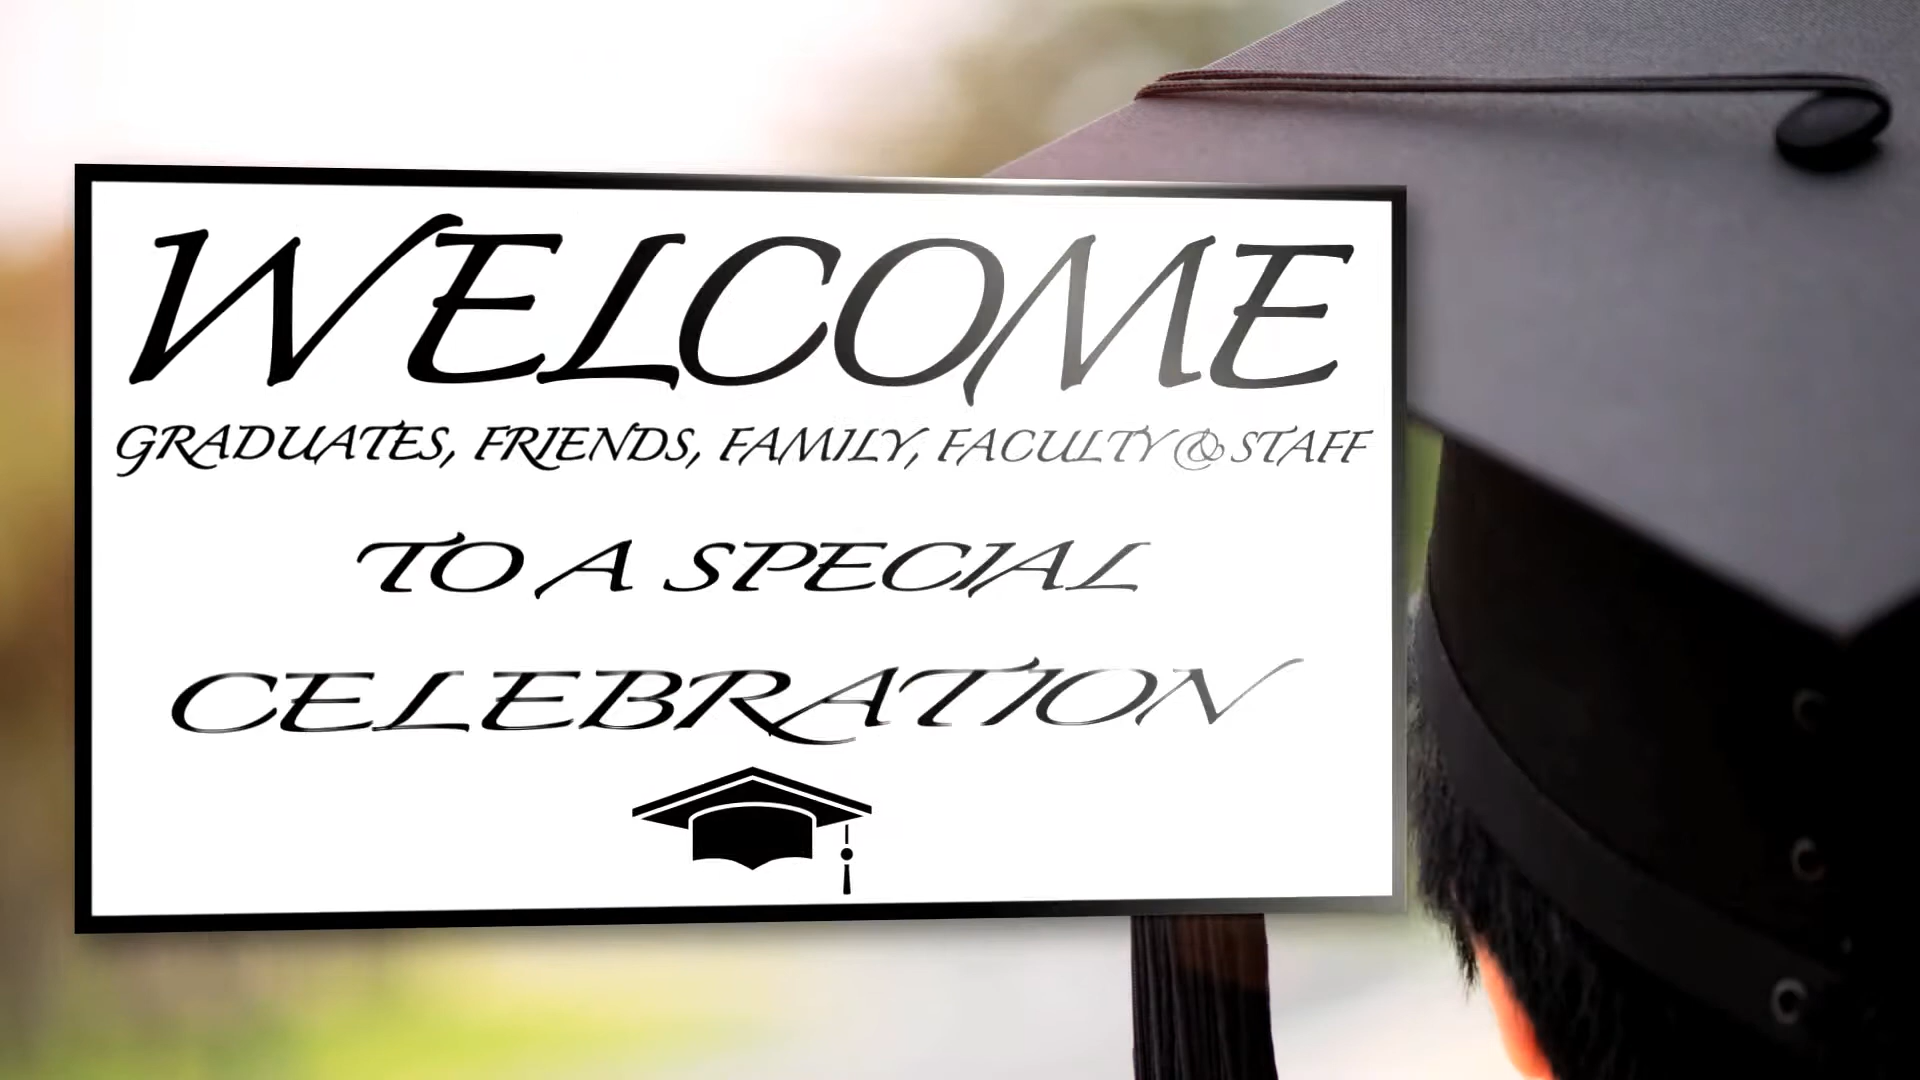 WELCOME
GRADUATES, FRIENDS, FAMILY, FACULTY & STAFF
TO A SPECIAL
CELEBRATION